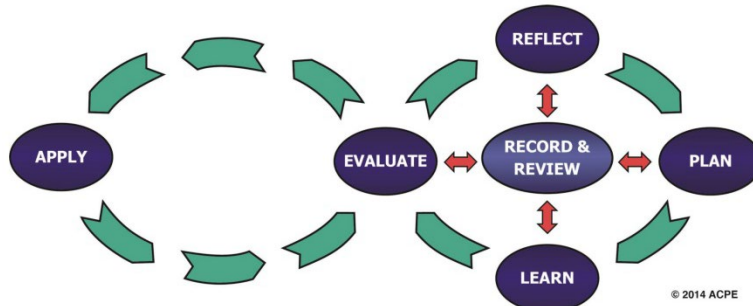 REFLECT
APPLY
EVALUATE
RECORD &
REVIEW
PLAN
LEARN
© 2014 ACPE